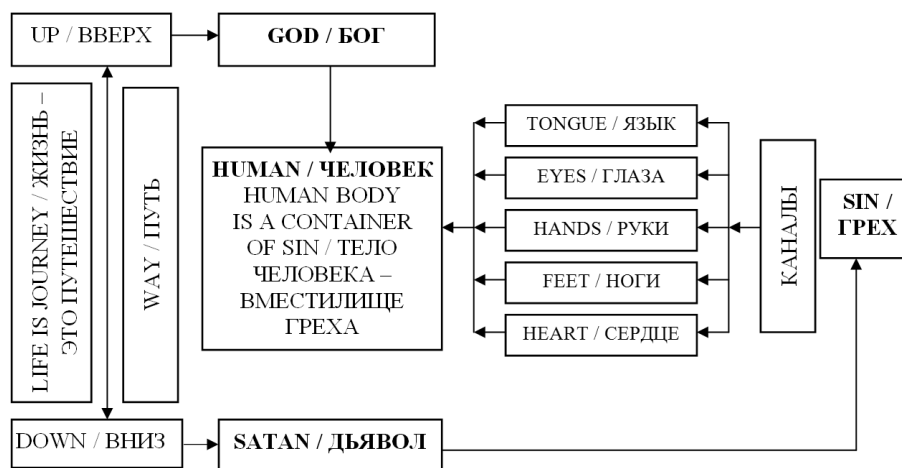 UP / ВВЕРХ
GOD / БОГ
LIFE IS JOURNEY / ЖИЗНЬ –
ЭТО ПУТЕШЕСТВИЕ
WAY / ПУТЬ
HUMAN / ЧЕЛОВЕК
HUMAN BODY
IS A CONTAINER
OF SIN / ТЕЛО
ЧЕЛОВЕКА –
ВМЕСТИЛИЩЕ
ГРЕХА
TONGUE / ЯЗЫК
EYES / ГЛАЗА
HANDS / РУКИ
FEET / НОГИ
HEART / СЕРДЦЕ
КАНАЛЫ
SIN /
ГРЕХ
DOWN / ВНИЗ
SATAN / ДЬЯВОЛ